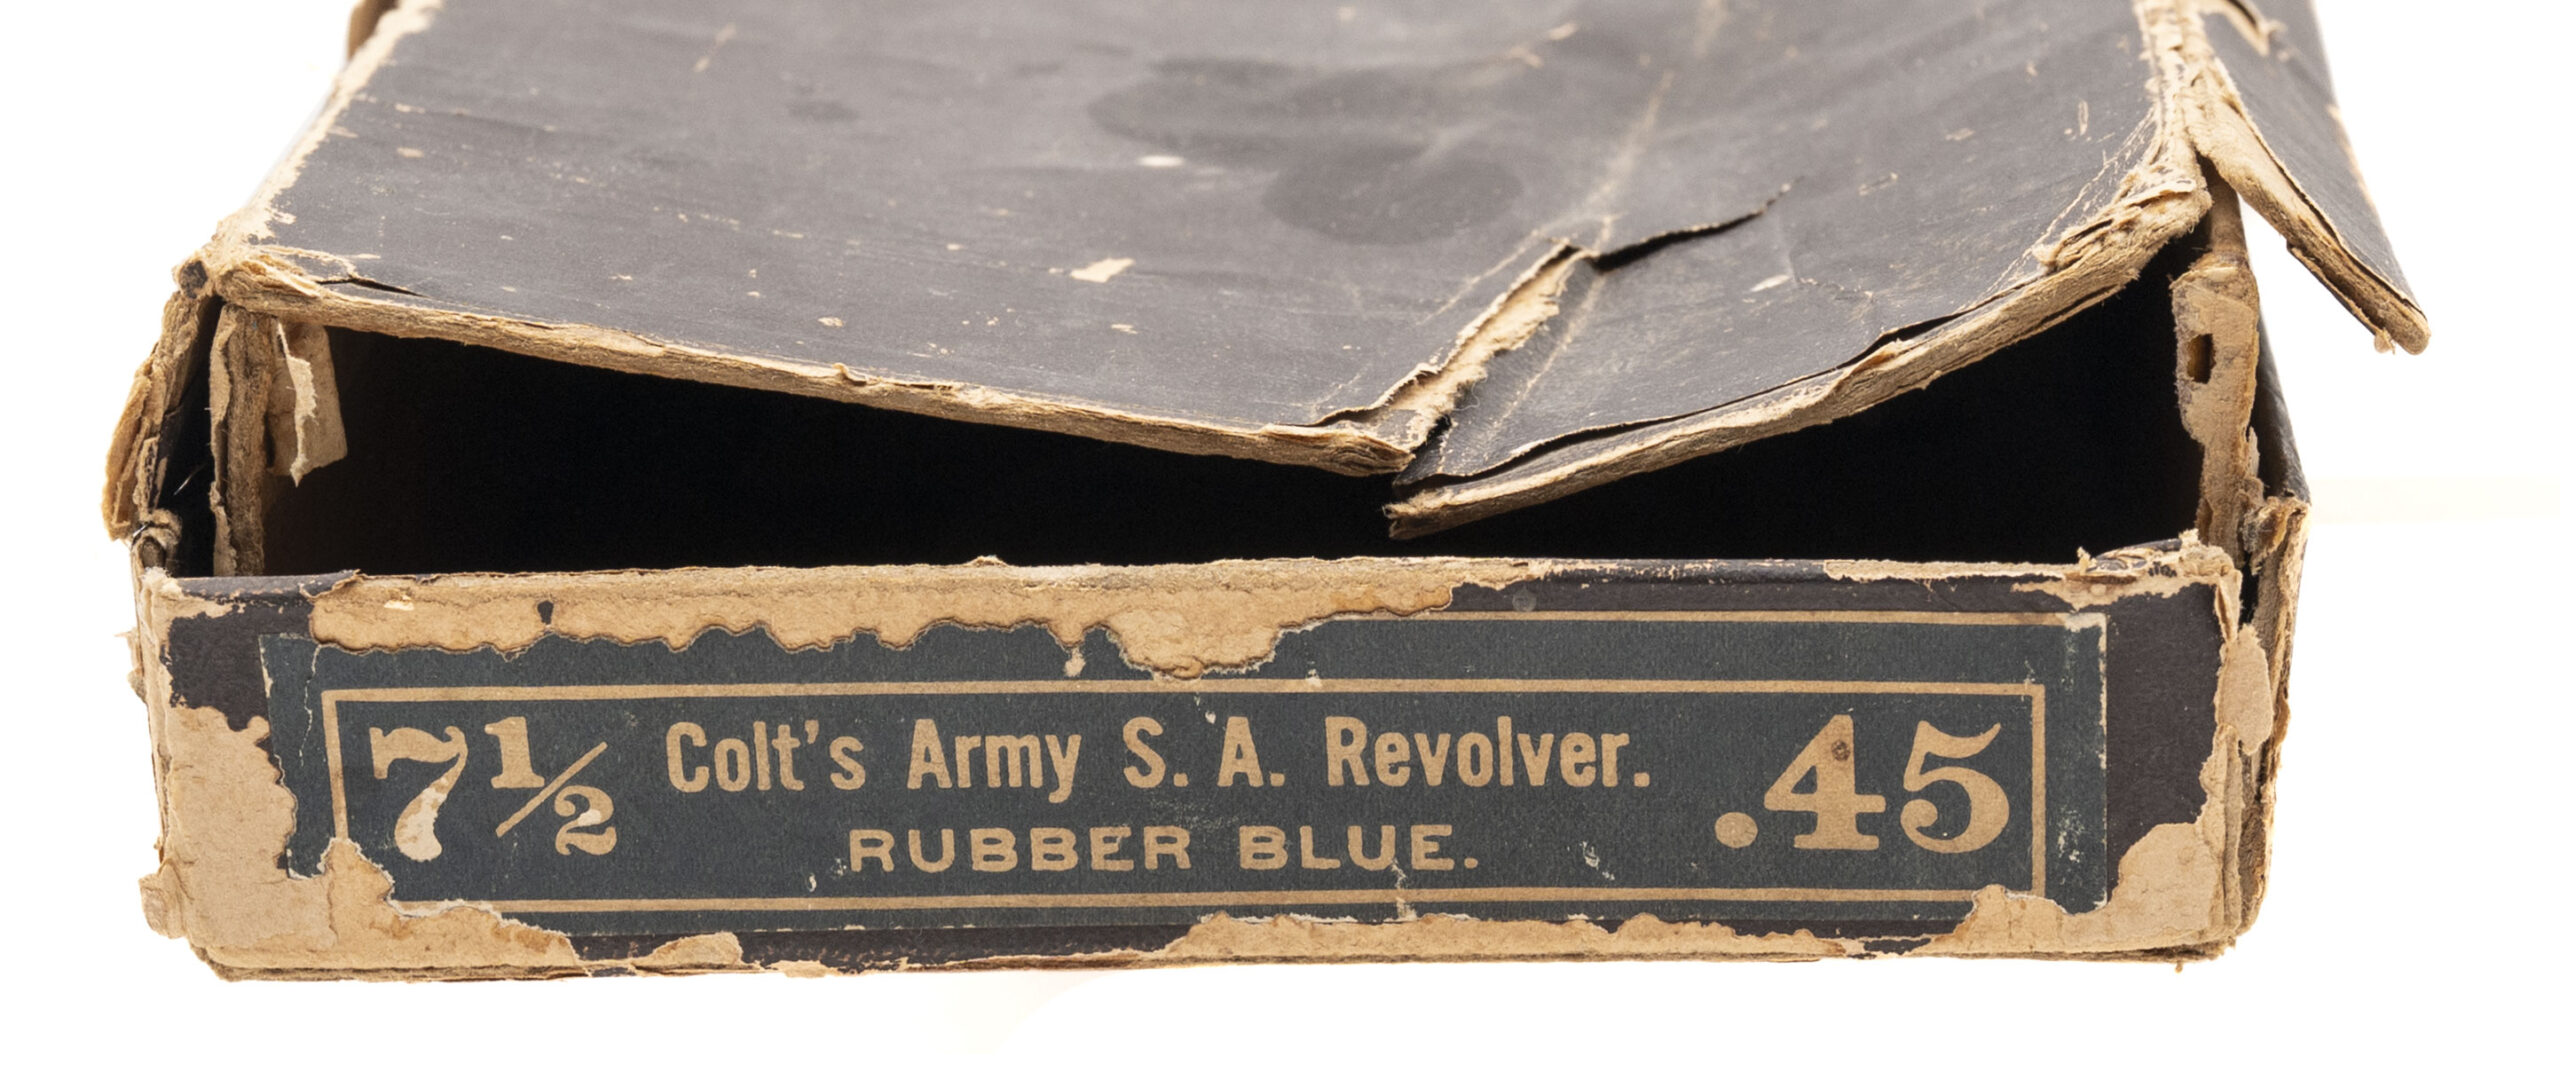 7½ Colt's Army S. A. Revolver. .45
RUBBER BLUE.